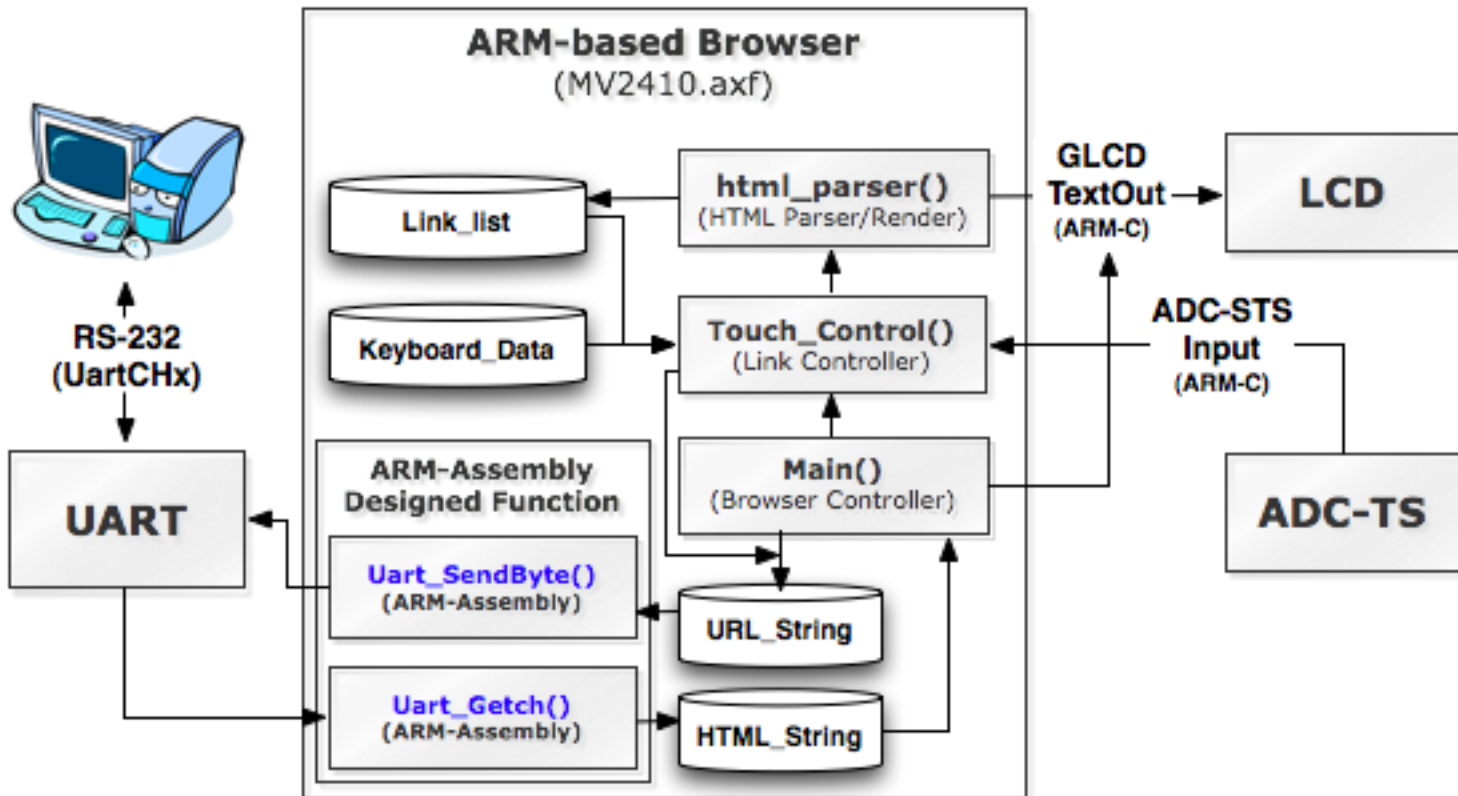 ARM-based Browser
(MV2410.axf)
html_parser()
(HTML Parser/Render)
GLCD
TextOut
(ARM-C)
LCD
Link_list
RS-232
(UartCHx)
Keyboard_Data
Touch_Control()
(Link Controller)
ADC-STS
Input
(ARM-C)
UART
ARM-Assembly
Designed Function
Main()
(Browser Controller)
ADC-TS
Uart_SendByte()
(ARM-Assembly)
URL_String
Uart_Getch()
(ARM-Assembly)
HTML_String